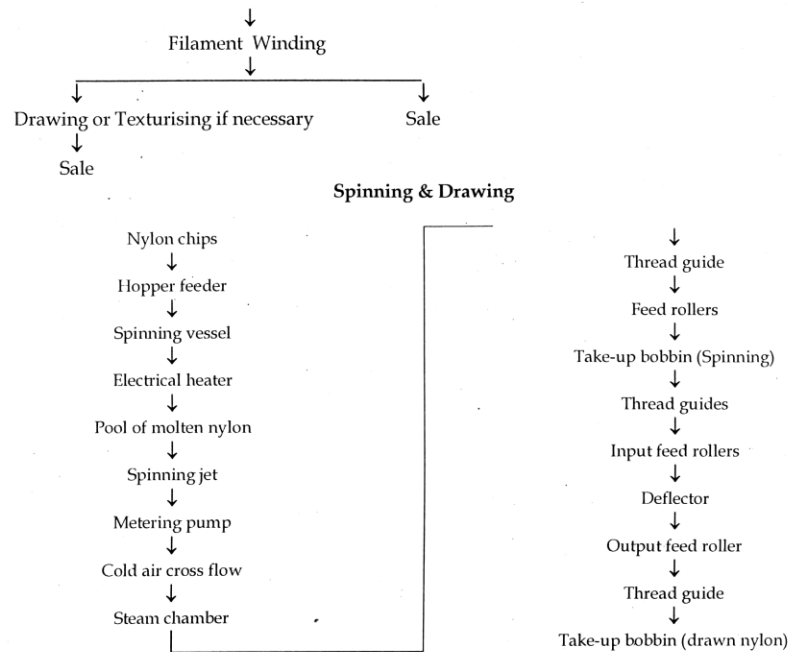 Filament Winding
Drawing or Texturising if necessary
Sale
Sale
Spinning & Drawing
Nylon chips
Hopper feeder
Spinning vessel
Electrical heater
Pool of molten nylon
Spinning jet
Metering pump
Cold air cross flow
Steam chamber
Thread guide
Feed rollers
Take-up bobbin (Spinning)
Thread guides
Input feed rollers
Deflector
Output feed roller
Thread guide
Take-up bobbin (drawn nylon)